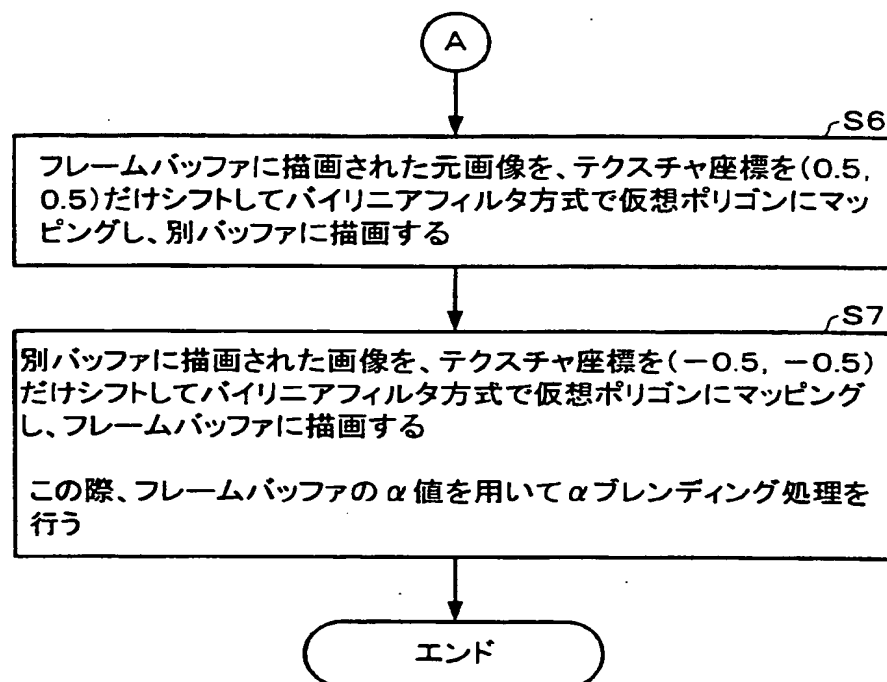 A
S6
フレームバッファに描画された元画像を、テクスチャ座標を(0.5,
0.5)だけシフトしてバイリニアフィルタ方式で仮想ポリゴンにマッ
ピングし、別バッファに描画する
S7
別バッファに描画された画像を、テクスチャ座標を(－0.5, －0.5)
だけシフトしてバイリニアフィルタ方式で仮想ポリゴンにマッピング
し、フレームバッファに描画する
この際、フレームバッファのα値を用いてαブレンディング処理を
行う
エンド